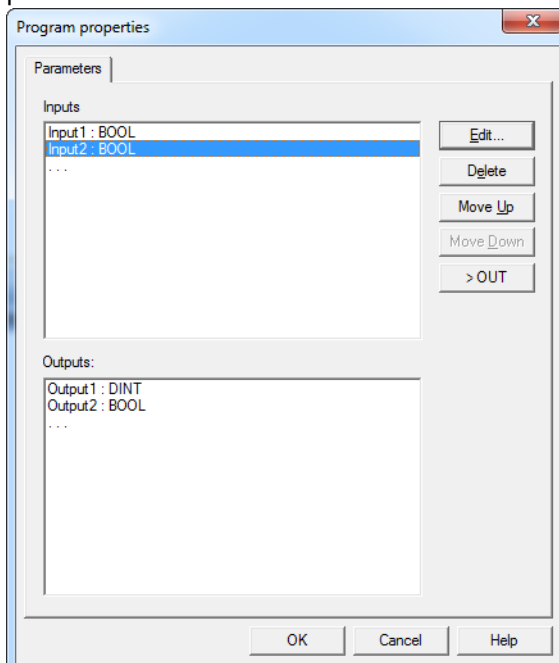 Program properties
Parameters
Inputs
Input1 : BOOL
Input2 : BOOL
. . .
Edit...
Delete
Move Up
Move Down
> OUT
Outputs:
Output1 : DINT
Output2 : BOOL
. . .
OK
Cancel
Help